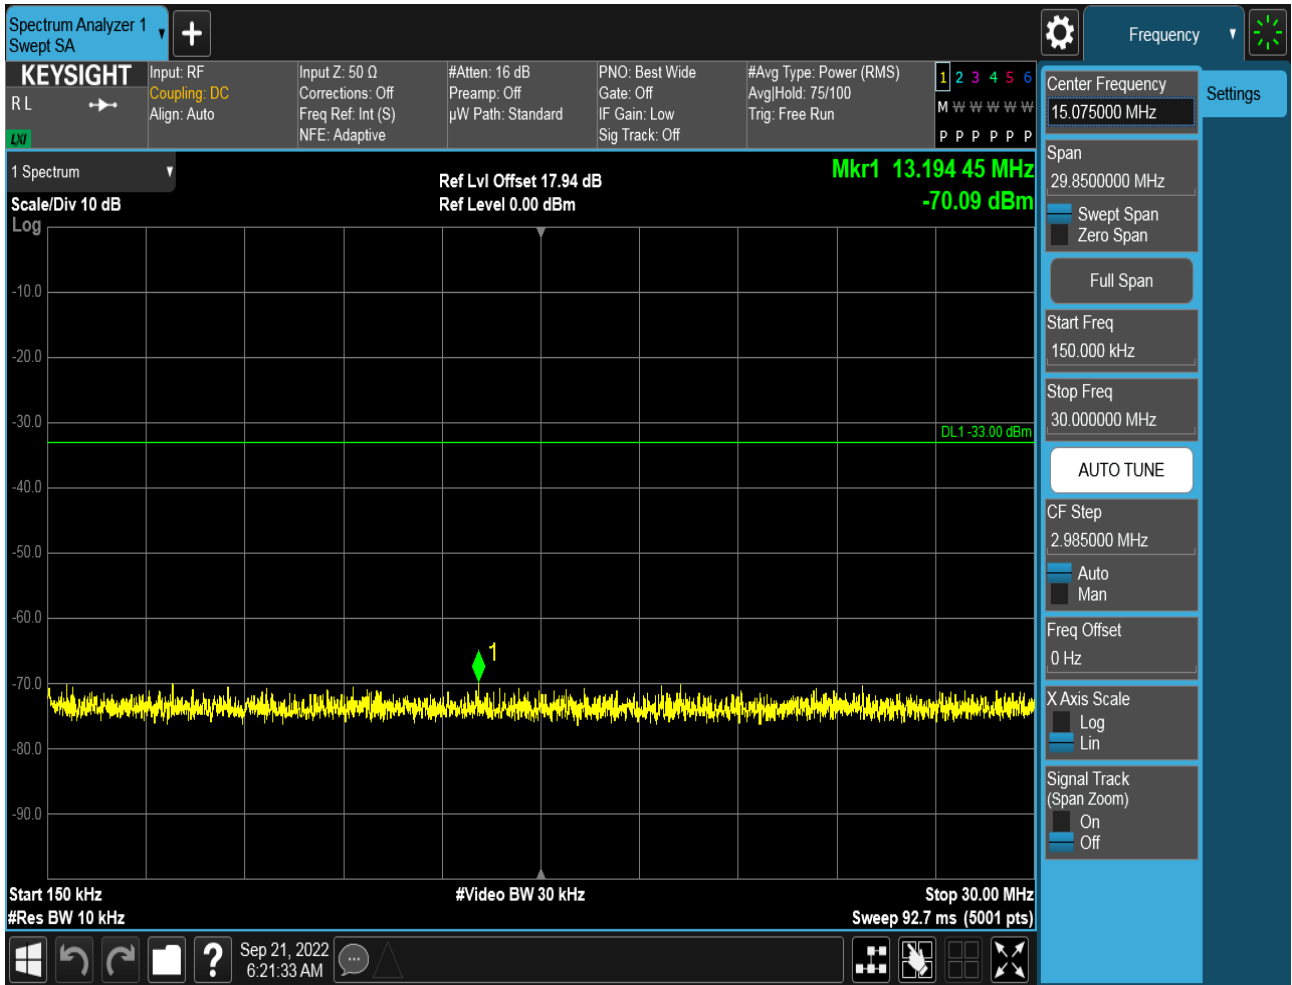 Spectrum Analyzer 1
Swept SA
+
Frequency
KEYSIGHT
R L
LXI
Input: RF
Coupling: DC
Align: Auto
Input Z: 50 Ω
Corrections: Off
Freq Ref: Int (S)
NFE: Adaptive
#Atten: 16 dB
Preamp: Off
µW Path: Standard
PNO: Best Wide
Gate: Off
IF Gain: Low
Sig Track: Off
#Avg Type: Power (RMS)
Avg|Hold: 75/100
Trig: Free Run
1 2 3 4 5 6
M W W W W W
P P P P P P
1 Spectrum
Scale/Div 10 dB
Log
Ref Lvl Offset 17.94 dB
Ref Level 0.00 dBm
Mkr1 13.194 45 MHz
-70.09 dBm
-10.0
-20.0
-30.0
DL1 -33.00 dBm
-40.0
-50.0
-60.0
1
-70.0
-80.0
-90.0
Start 150 kHz
#Res BW 10 kHz
#Video BW 30 kHz
Stop 30.00 MHz
Sweep 92.7 ms (5001 pts)
Center Frequency
15.075000 MHz
Settings
Span
29.8500000 MHz
Swept Span
Zero Span
Full Span
Start Freq
150.000 kHz
Stop Freq
30.000000 MHz
AUTO TUNE
CF Step
2.985000 MHz
Auto
Man
Freq Offset
0 Hz
X Axis Scale
Log
Lin
Signal Track
(Span Zoom)
On
Off
?
Sep 21, 2022
6:21:33 AM